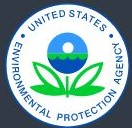 UNITED STATES
ENVIRONMENTAL PROTECTION AGENCY